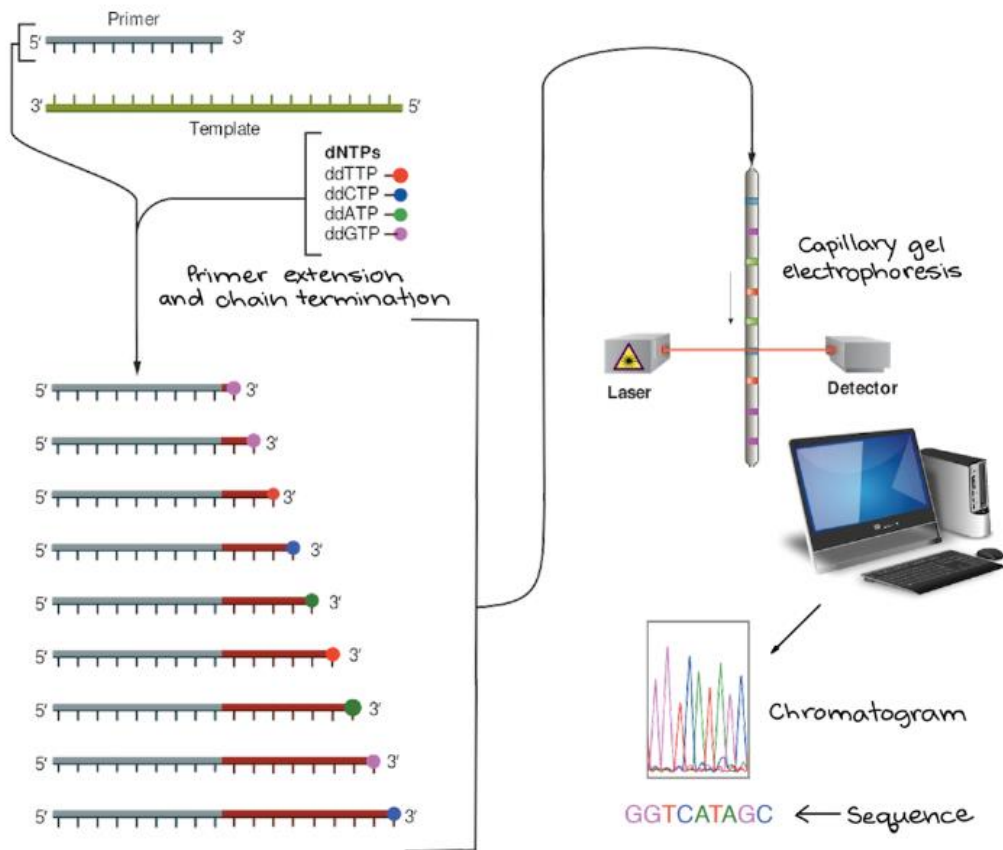 Primer
5′ 3′
3′ 5′
Template
dNTPs
ddTTP
ddCTP
ddATP
ddGTP
Primer extension
and chain termination
5′ 3′
5′ 3′
5′ 3′
5′ 3′
5′ 3′
5′ 3′
5′ 3′
5′ 3′
5′ 3′
Capillary gel
electrophoresis
Laser
Detector
Chromatogram
GGTCATAGC ← Sequence